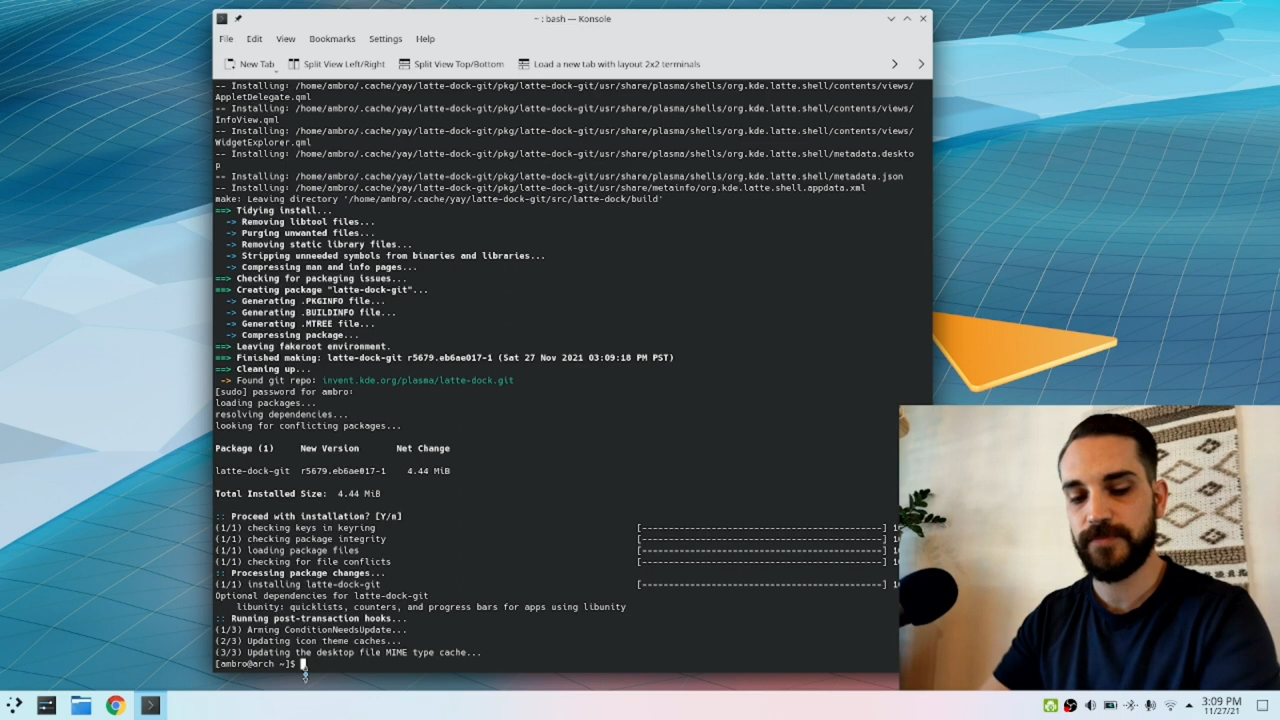 ~ : bash — Konsole
File Edit View Bookmarks Settings Help
New Tab Split View Left/Right Split View Top/Bottom Load a new tab with layout 2x2 terminals
-- Installing: /home/ambro/.cache/yay/latte-dock-git/pkg/latte-dock-git/usr/share/plasma/shells/org.kde.latte.shell/contents/views/
AppletDelegate.qml
-- Installing: /home/ambro/.cache/yay/latte-dock-git/pkg/latte-dock-git/usr/share/plasma/shells/org.kde.latte.shell/contents/views/
InfoView.qml
-- Installing: /home/ambro/.cache/yay/latte-dock-git/pkg/latte-dock-git/usr/share/plasma/shells/org.kde.latte.shell/contents/views/
WidgetExplorer.qml
-- Installing: /home/ambro/.cache/yay/latte-dock-git/pkg/latte-dock-git/usr/share/plasma/shells/org.kde.latte.shell/metadata.deskto
p
-- Installing: /home/ambro/.cache/yay/latte-dock-git/pkg/latte-dock-git/usr/share/plasma/shells/org.kde.latte.shell/metadata.json
-- Installing: /home/ambro/.cache/yay/latte-dock-git/pkg/latte-dock-git/usr/share/metainfo/org.kde.latte.shell.appdata.xml
make: Leaving directory '/home/ambro/.cache/yay/latte-dock-git/src/latte-dock/build'
==> Tidying install...
-> Removing libtool files...
-> Purging unwanted files...
-> Removing static library files...
-> Stripping unneeded symbols from binaries and libraries...
-> Compressing man and info pages...
==> Checking for packaging issues...
==> Creating package "latte-dock-git"...
-> Generating .PKGINFO file...
-> Generating .BUILDINFO file...
-> Generating .MTREE file...
-> Compressing package...
==> Leaving fakeroot environment.
==> Finished making: latte-dock-git r5679.eb6ae017-1 (Sat 27 Nov 2021 03:09:18 PM PST)
==> Cleaning up...
-> Found git repo: invent.kde.org/plasma/latte-dock.git
[sudo] password for ambro:
loading packages...
resolving dependencies...
looking for conflicting packages...
Package (1) New Version Net Change
latte-dock-git r5679.eb6ae017-1 4.44 MiB
Total Installed Size: 4.44 MiB
:: Proceed with installation? [Y/n]
(1/1) checking keys in keyring [--------------------------------------------] 1
(1/1) checking package integrity [--------------------------------------------] 1
(1/1) loading package files [--------------------------------------------] 1
(1/1) checking for file conflicts [--------------------------------------------] 1
:: Processing package changes...
(1/1) installing latte-dock-git [--------------------------------------------] 1
Optional dependencies for latte-dock-git
libunity: quicklists, counters, and progress bars for apps using libunity
:: Running post-transaction hooks...
(1/3) Arming ConditionNeedsUpdate...
(2/3) Updating icon theme caches...
(3/3) Updating the desktop file MIME type cache...
[ambro@arch ~]$
3:09 PM
11/27/21